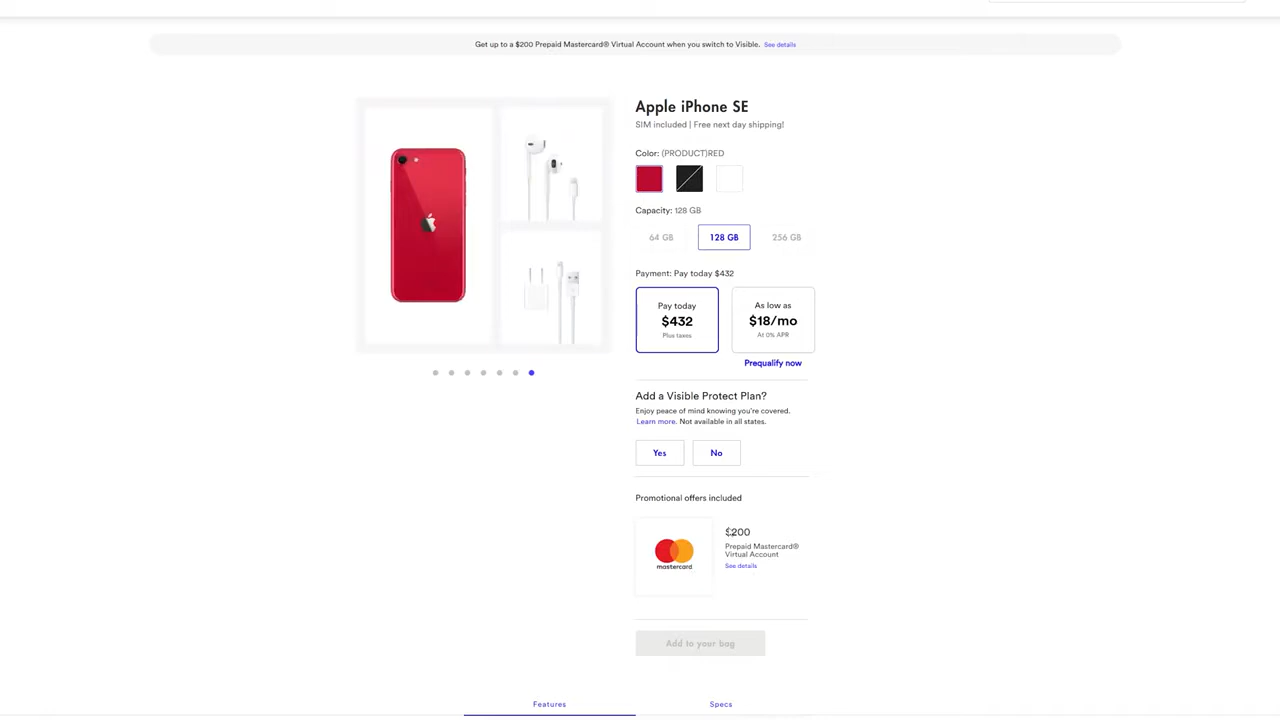 Get up to a $200 Prepaid Mastercard® Virtual Account when you switch to Visible. See details
Apple iPhone SE
SIM included | Free next day shipping!
Color: (PRODUCT)RED
Capacity: 128 GB
64 GB
128 GB
256 GB
Payment: Pay today $432
Pay today
$432
Plus taxes
As low as
$18/mo
At 0% APR
Prequalify now
Add a Visible Protect Plan?
Enjoy peace of mind knowing you're covered.
Learn more. Not available in all states.
Yes
No
Promotional offers included
mastercard
$200
Prepaid Mastercard®
Virtual Account
See details
Add to your bag
Features
Specs